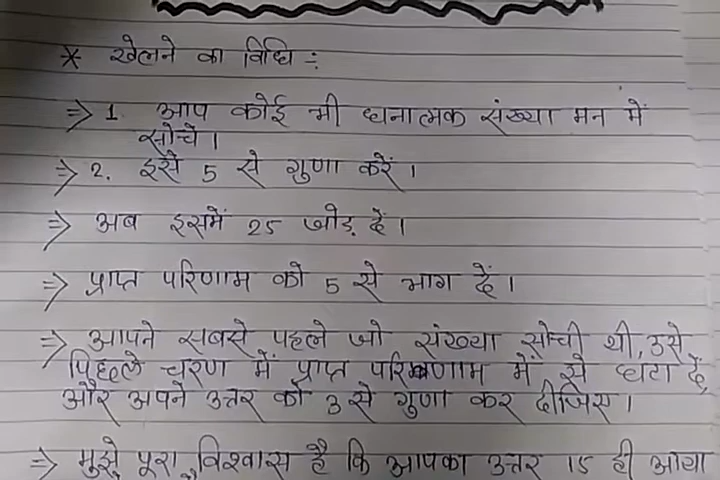 * खेलने का विधि :-
=> 1. आप कोई भी धनात्मक संख्या मन में
सोचे।
=> 2. इसे 5 से गुणा करें।
=> अब इसमें 25 जोड़ दें।
=> प्राप्त परिणाम को 5 से भाग दें।
=> आपने सबसे पहले जो संख्या सोची थी, उसे
पिछले चरण में प्राप्त परिणाम में से घटा दें,
और अपने उत्तर को 3 से गुणा कर दीजिए।
=> मुझे पूरा विश्वास है कि आपका उत्तर 15 ही आया